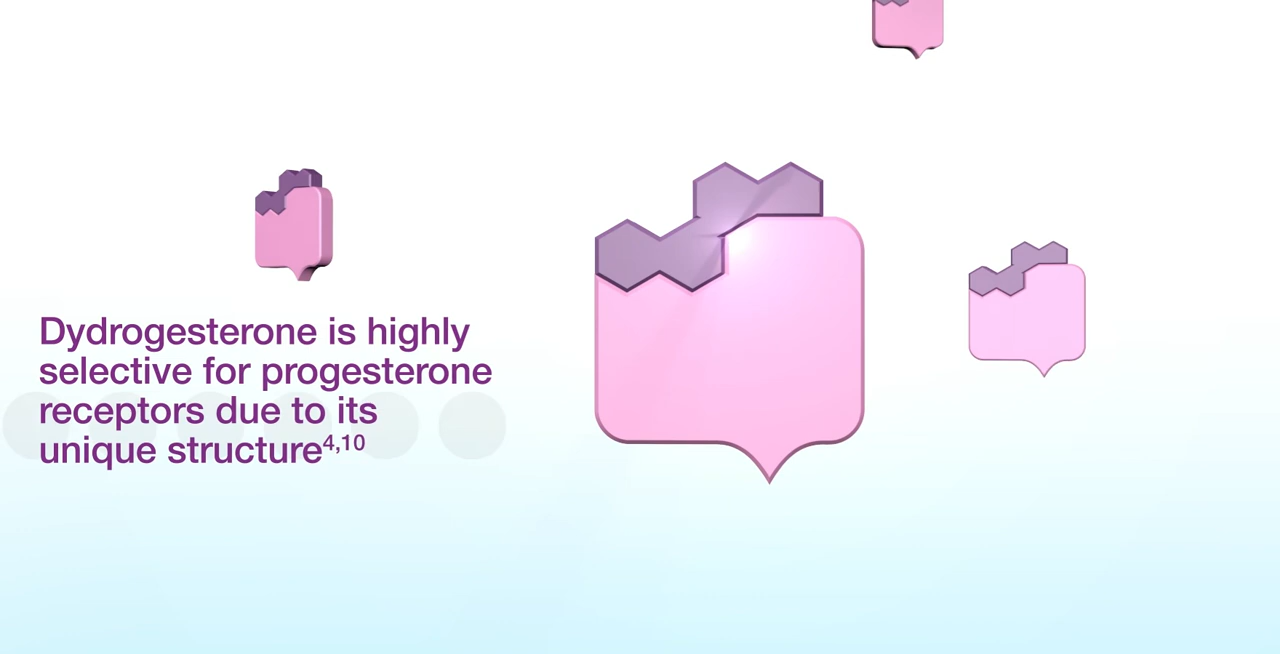 Dydrogesterone is highly
selective for progesterone
receptors due to its
unique structure4,10